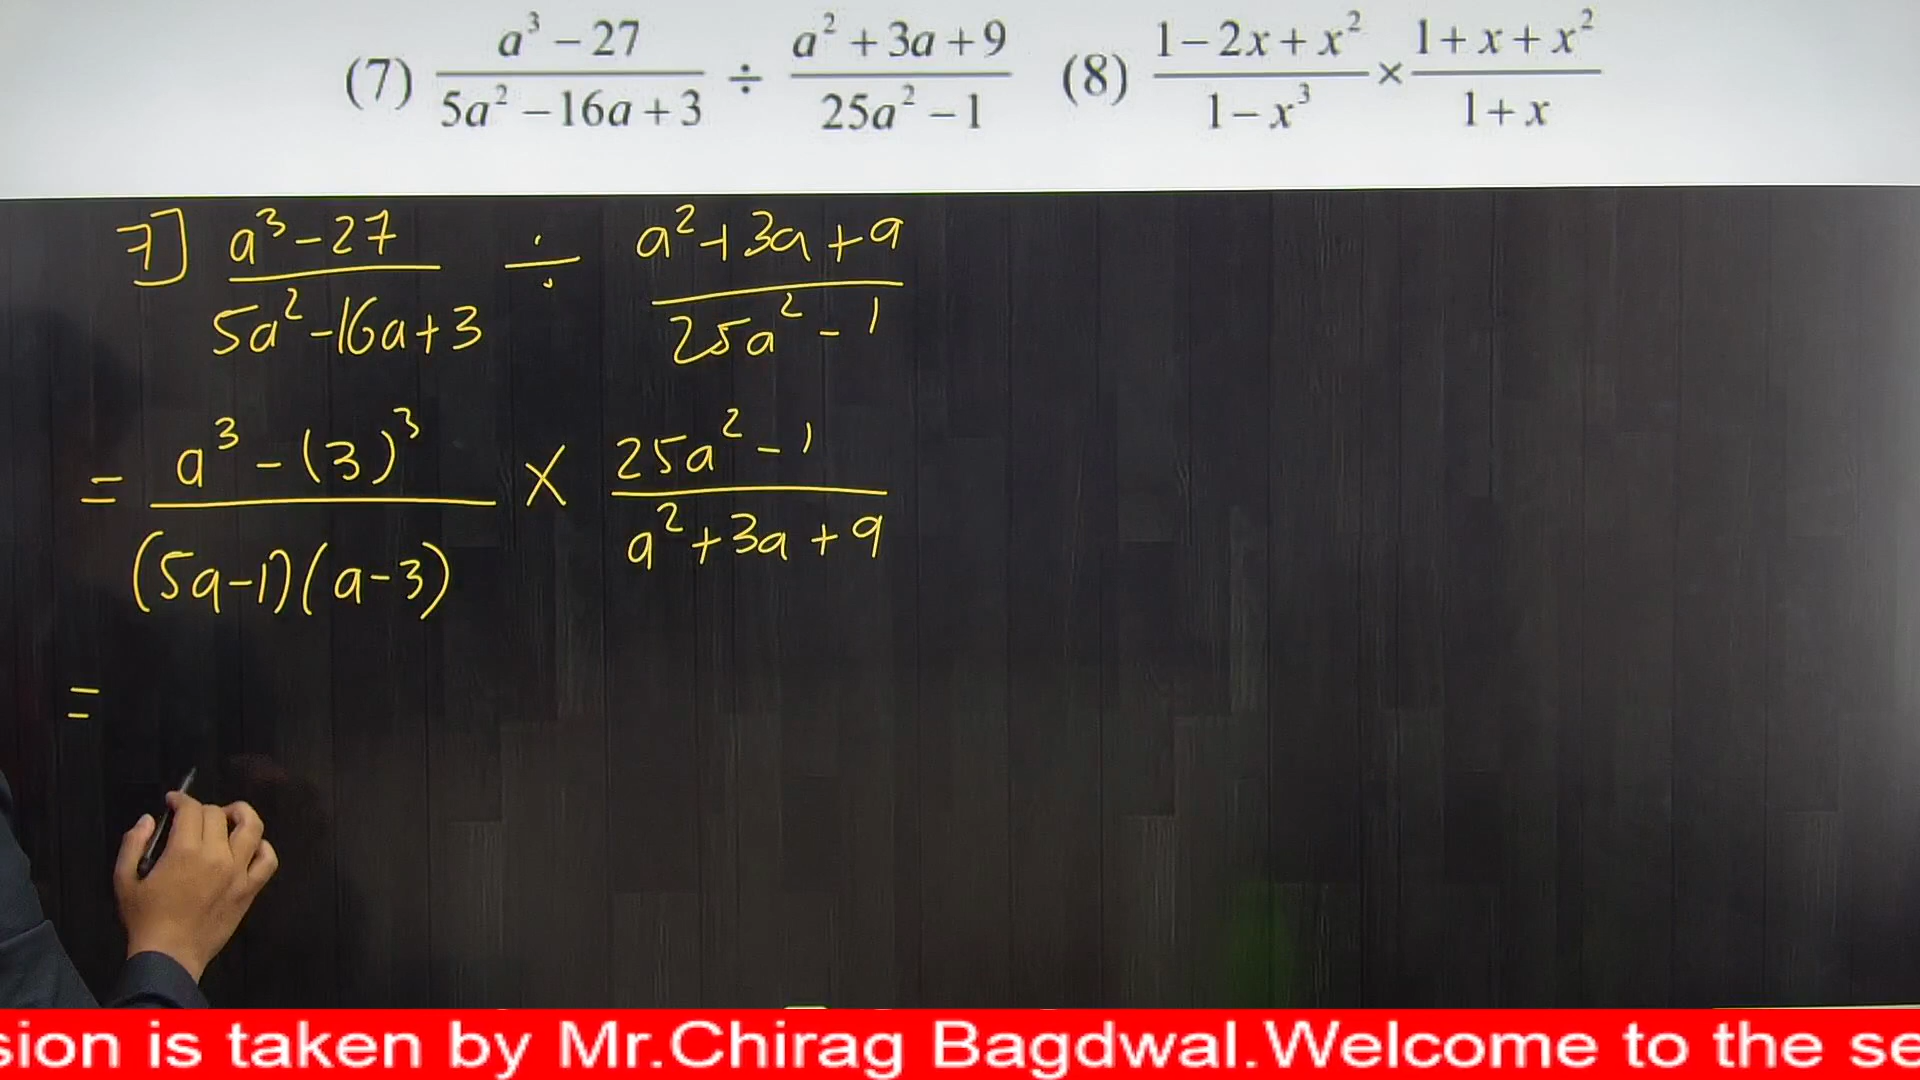 (7) (a³ − 27)/(5a² − 16a + 3) ÷ (a² + 3a + 9)/(25a² − 1) (8) (1 − 2x + x²)/(1 − x³) × (1 + x + x²)/(1 + x)
7] (a³ − 27)/(5a² − 16a + 3) ÷ (a² + 3a + 9)/(25a² − 1)
= (a³ − (3)³)/((5a − 1)(a − 3)) × (25a² − 1)/(a² + 3a + 9)
=
sion is taken by Mr.Chirag Bagdwal.Welcome to the se